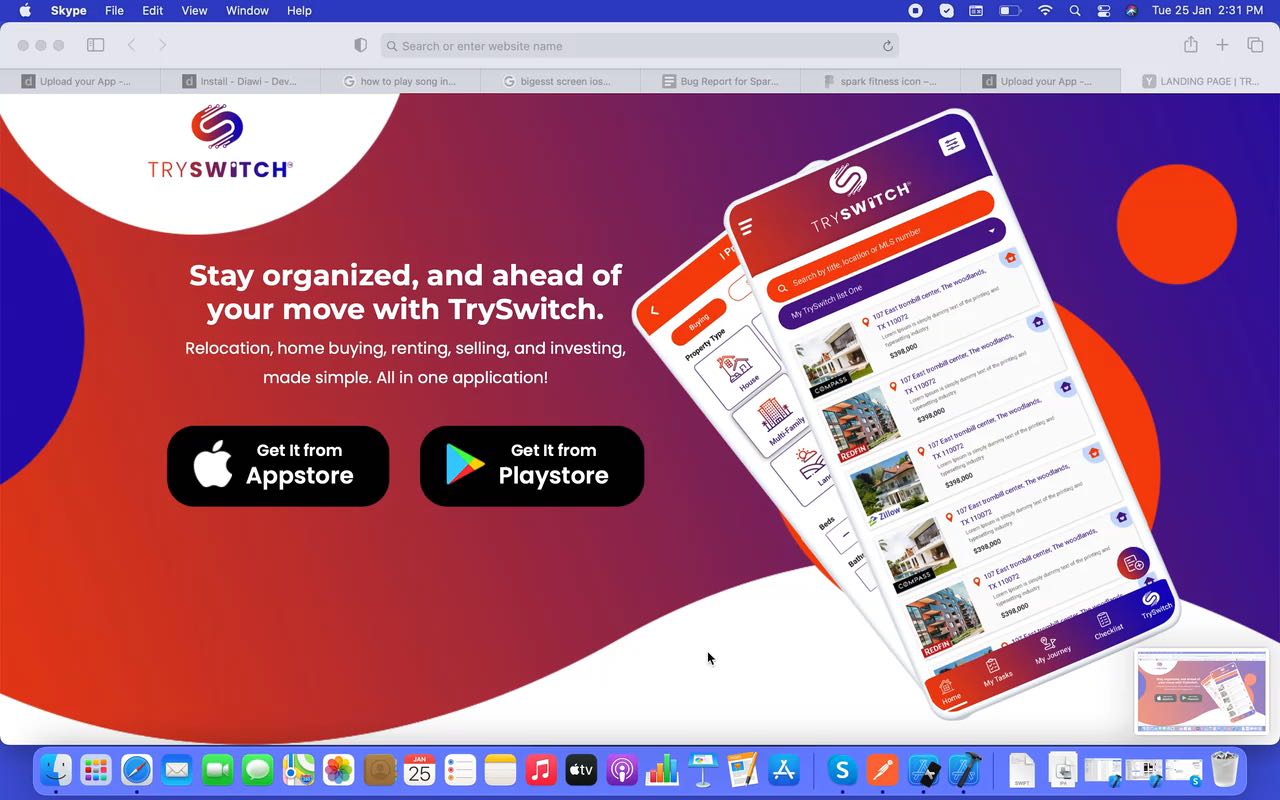 Skype File Edit View Window Help
Tue 25 Jan 2:31 PM
Search or enter website name
Upload your App -...
Install - Diawi - Dev...
how to play song in...
bigesst screen ios...
Bug Report for Spar...
spark fitness icon –...
Upload your App -...
LANDING PAGE | TR...
TRYSWITCH
Stay organized, and ahead of
your move with TrySwitch.
Relocation, home buying, renting, selling, and investing,
made simple. All in one application!
Get It from
Appstore
Get It from
Playstore
Buying
Property Type
House
Multi-Family
Beds
TRYSWITCH
Search by title, location or MLS number
My TrySwitch list One
107 East trombill center, The woodlands,
TX 110072
Lorem Ipsum is simply dummy text of the printing and
typesetting industry.
$398,000
COMPASS
107 East trombill center, The woodlands,
TX 110072
Lorem Ipsum is simply dummy text of the printing and
typesetting industry.
$398,000
REDFIN
107 East trombill center, The woodlands,
TX 110072
Lorem Ipsum is simply dummy text of the printing and
typesetting industry.
$398,000
Zillow
107 East trombill center, The woodlands,
TX 110072
Lorem Ipsum is simply dummy text of the printing and
typesetting industry.
$398,000
COMPASS
107 East trombill center, The woodlands,
TX 110072
Lorem Ipsum is simply dummy text of the printing and
typesetting industry.
$398,000
REDFIN
Home
My Tasks
My Journey
Checklist
TrySwitch
JAN
25
tv
SWIFT
IPA